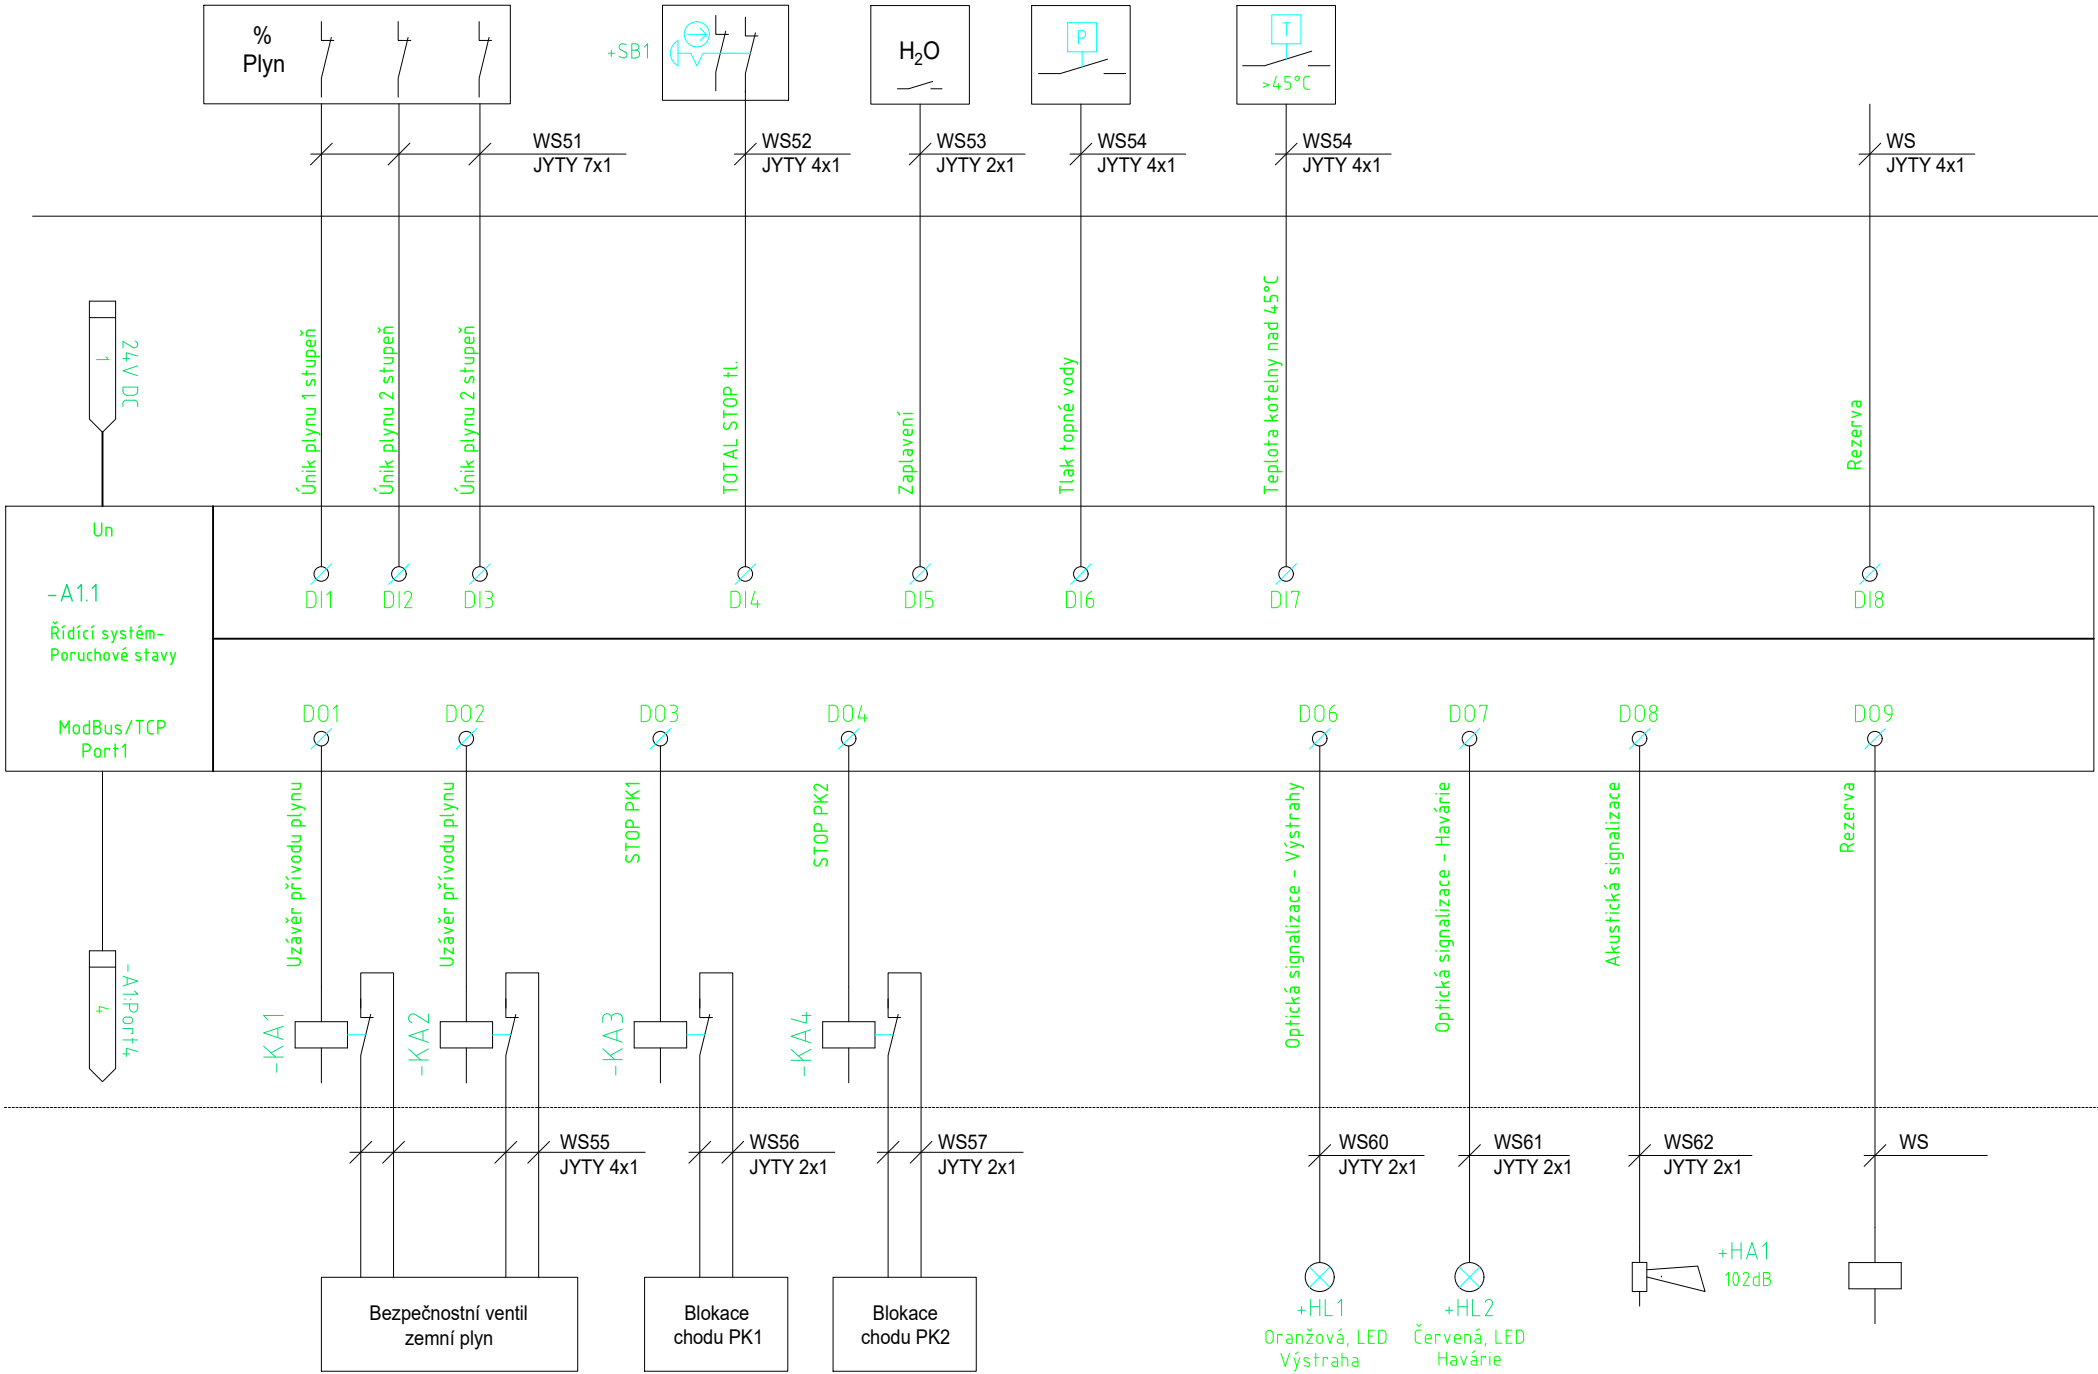 %
Plyn
+SB1
H₂O
P
T
>45°C
WS51
JYTY 7x1
WS52
JYTY 4x1
WS53
JYTY 2x1
WS54
JYTY 4x1
WS54
JYTY 4x1
WS
JYTY 4x1
1
24V DC
Únik plynu 1 stupeň
Únik plynu 2 stupeň
Únik plynu 2 stupeň
TOTAL STOP tl.
Zaplavení
Tlak topné vody
Teplota kotelny nad 45°C
Rezerva
Un
-A1.1
Řídící systém-
Poruchové stavy
ModBus/TCP
Port1
DI1
DI2
DI3
DI4
DI5
DI6
DI7
DI8
DO1
DO2
DO3
DO4
DO6
DO7
DO8
DO9
Uzávěr přívodu plynu
Uzávěr přívodu plynu
STOP PK1
STOP PK2
Optická signalizace - Výstrahy
Optická signalizace - Havárie
Akustická signalizace
Rezerva
4
-A1:Port4
-KA1
-KA2
-KA3
-KA4
WS55
JYTY 4x1
WS56
JYTY 2x1
WS57
JYTY 2x1
WS60
JYTY 2x1
WS61
JYTY 2x1
WS62
JYTY 2x1
WS
Bezpečnostní ventil
zemní plyn
Blokace
chodu PK1
Blokace
chodu PK2
+HL1
Oranžová, LED
Výstraha
+HL2
Červená, LED
Havárie
+HA1
102dB